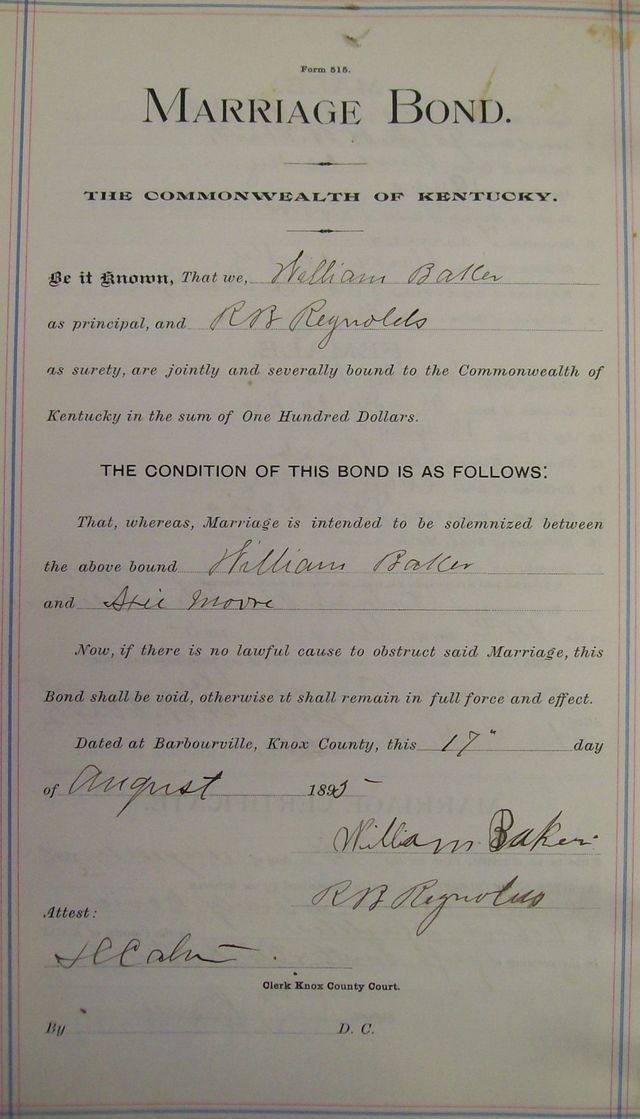 Form 515.
MARRIAGE BOND.
THE COMMONWEALTH OF KENTUCKY.
Be it Known, That we, William Baker
as principal, and R B Reynolds
as surety, are jointly and severally bound to the Commonwealth of
Kentucky in the sum of One Hundred Dollars.
THE CONDITION OF THIS BOND IS AS FOLLOWS:
That, whereas, Marriage is intended to be solemnized between
the above bound William Baker
and Moore
Now, if there is no lawful cause to obstruct said Marriage, this
Bond shall be void, otherwise it shall remain in full force and effect.
Dated at Barbourville, Knox County, this 17" day
of August 1895
William Baker
R B Reynolds
Attest:
Clerk Knox County Court.
By D. C.